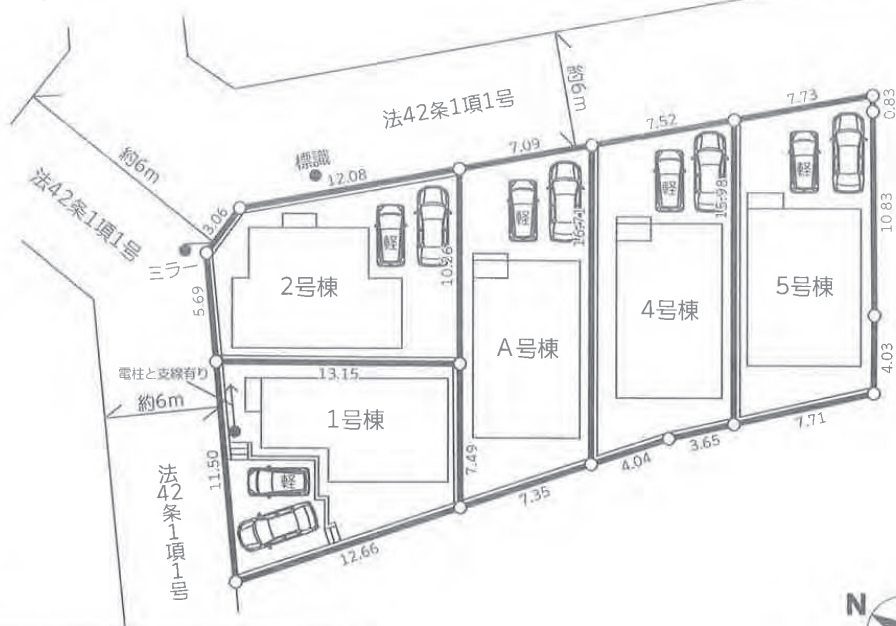 法42条1項1号
約6m
7.09
7.52
7.73
0.83
標識
12.08
約6m
法42条1項1号
3.06
ミラー
5.69
軽
10.26
軽
16.71
軽
15.98
軽
10.83
2号棟
A号棟
4号棟
5号棟
4.03
電柱と支線有り
13.15
約6m
1号棟
11.50
軽
7.49
7.35
4.04
3.65
7.71
12.66
法42条1項1号
N